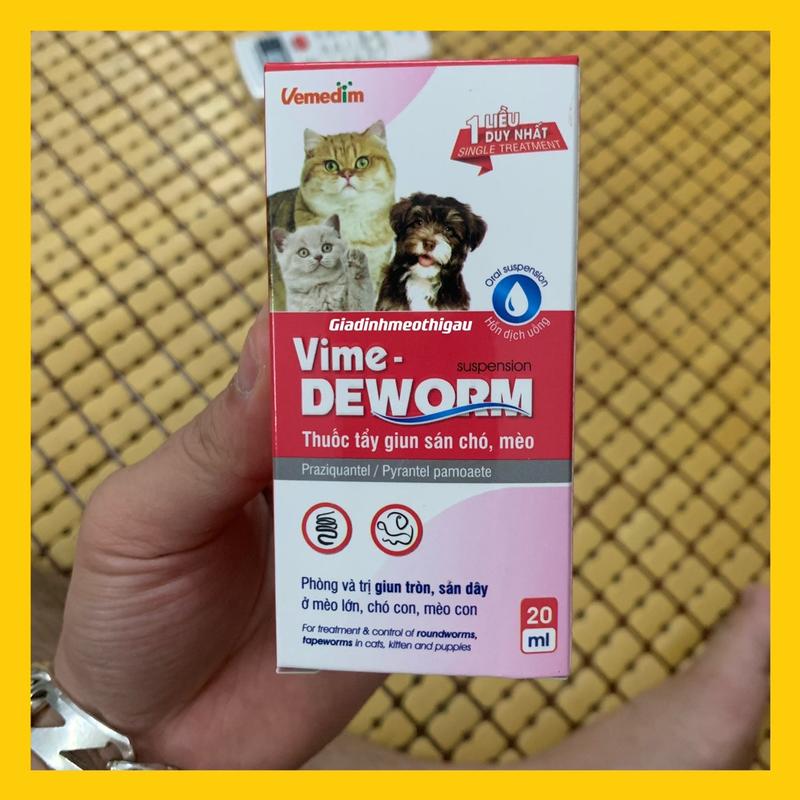 Vemedim
1 LIỀU
DUY NHẤT
SINGLE TREATMENT
Oral suspension
Hỗn dịch uống
Giadinhmeothigau
Vime -
suspension
DEWORM
Thuốc tẩy giun sán chó, mèo
Praziquantel / Pyrantel pamoaete
Phòng và trị giun tròn, sán dây
ở mèo lớn, chó con, mèo con
For treatment & control of roundworms,
tapeworms in cats, kitten and puppies
20
ml